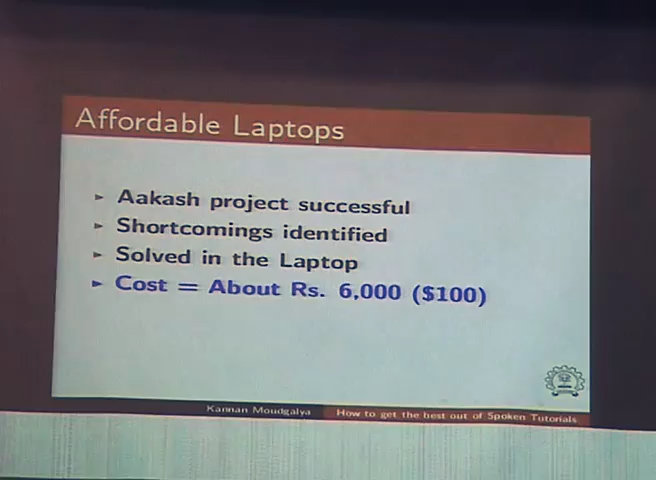 Affordable Laptops
Aakash project successful
Shortcomings identified
Solved in the Laptop
Cost = About Rs. 6,000 ($100)
Kannan Moudgalya How to get the best out of Spoken Tutorials